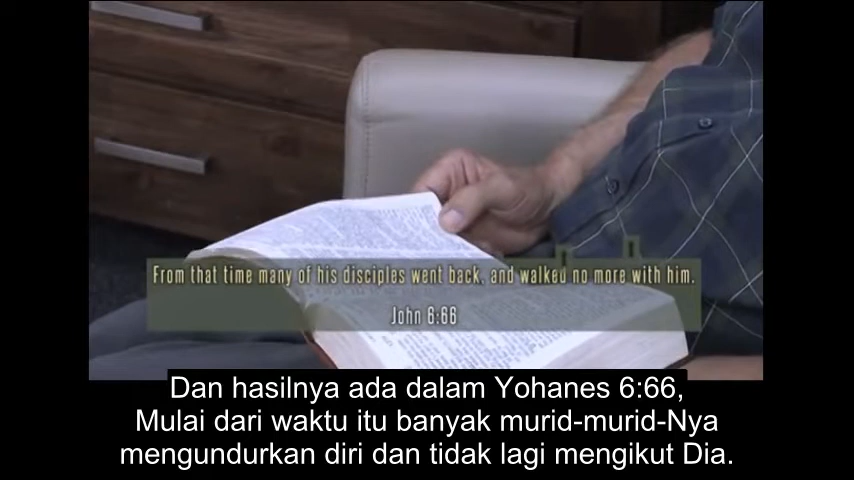 From that time many of his disciples went back, and walked no more with him.
John 6:66
Dan hasilnya ada dalam Yohanes 6:66,
Mulai dari waktu itu banyak murid-murid-Nya
mengundurkan diri dan tidak lagi mengikut Dia.